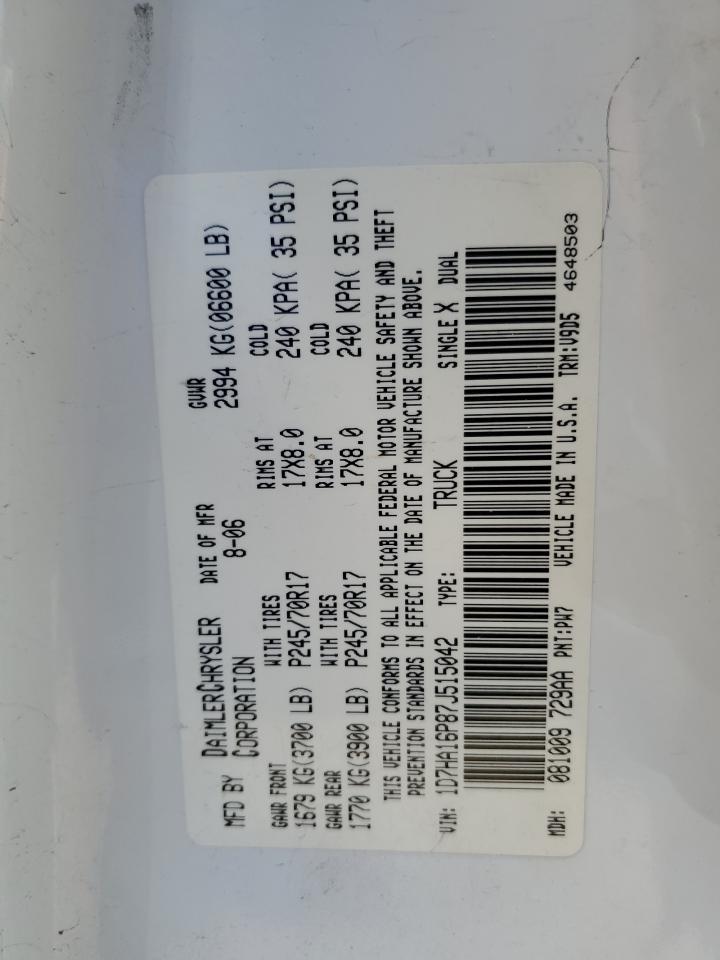 MFD BY DAIMLERCHRYSLER CORPORATION
DATE OF MFR 8-06
GVWR 2994 KG(06600 LB)
GAWR FRONT WITH TIRES RIMS AT COLD
1679 KG(3700 LB) P245/70R17 17X8.0 240 KPA( 35 PSI)
GAWR REAR WITH TIRES RIMS AT COLD
1770 KG(3900 LB) P245/70R17 17X8.0 240 KPA( 35 PSI)
THIS VEHICLE CONFORMS TO ALL APPLICABLE FEDERAL MOTOR VEHICLE SAFETY AND THEFT
PREVENTION STANDARDS IN EFFECT ON THE DATE OF MANUFACTURE SHOWN ABOVE.
VIN: 1D7HA16P87J515042 TYPE: TRUCK SINGLE X DUAL
MDH: 081009 729AA PNT:PW7 VEHICLE MADE IN U.S.A. TRM:V9D5 4648503